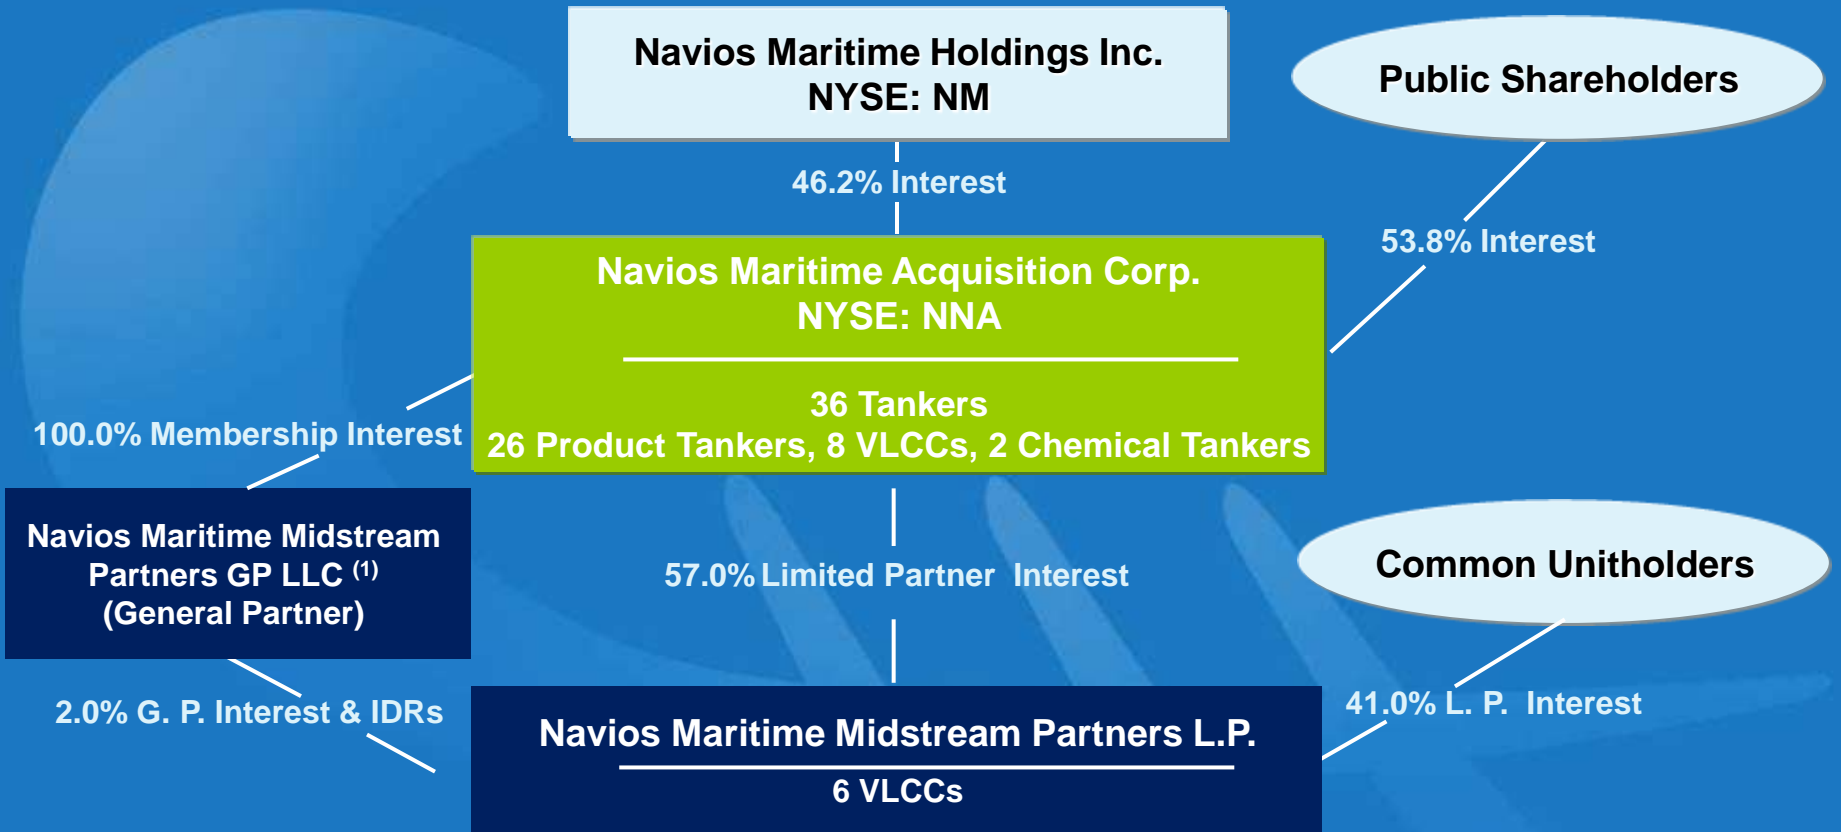 Navios Maritime Holdings Inc.
NYSE: NM
Public Shareholders
46.2% Interest
53.8% Interest
Navios Maritime Acquisition Corp.
NYSE: NNA
36 Tankers
26 Product Tankers, 8 VLCCs, 2 Chemical Tankers
100.0% Membership Interest
Navios Maritime Midstream
Partners GP LLC (1)
(General Partner)
57.0% Limited Partner Interest
Common Unitholders
2.0% G. P. Interest & IDRs
41.0% L. P. Interest
Navios Maritime Midstream Partners L.P.
6 VLCCs